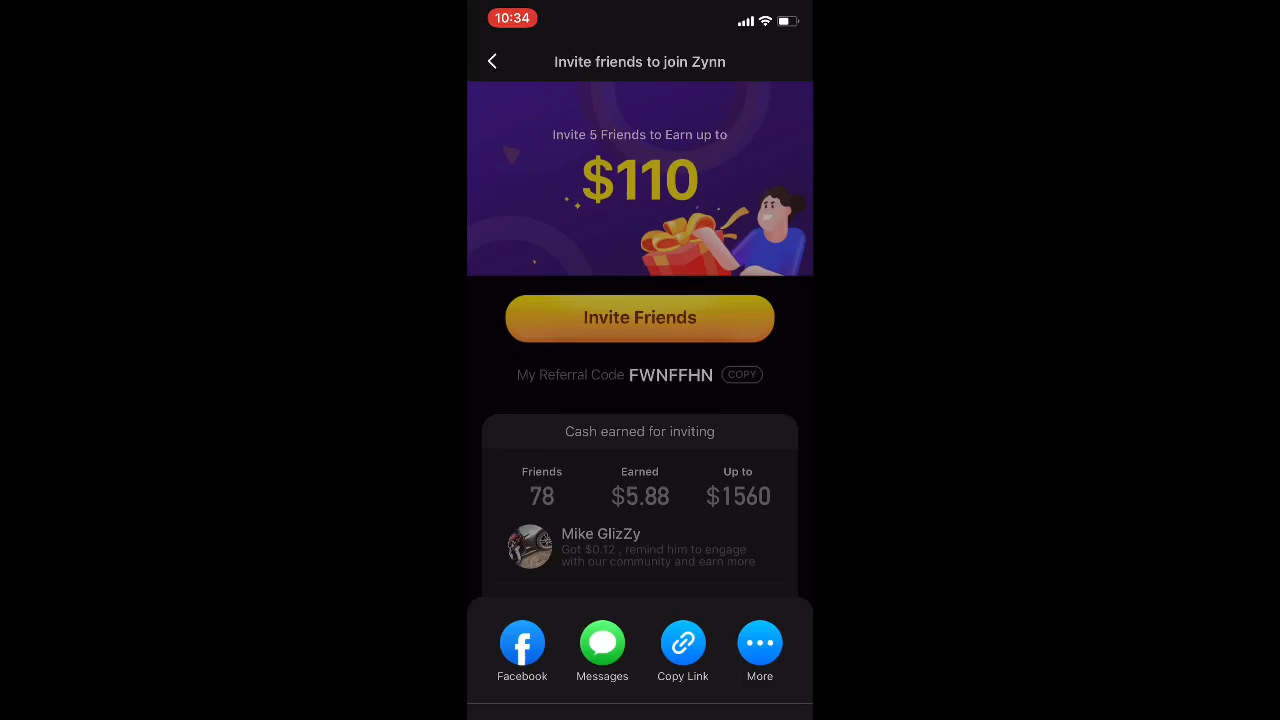 10:34
Invite friends to join Zynn
Invite 5 Friends to Earn up to
$110
Invite Friends
My Referral Code FWNFFHN COPY
Cash earned for inviting
Friends Earned Up to
78 $5.88 $1560
Mike GlizZy
Got $0.12 , remind him to engage
with our community and earn more
Facebook Messages Copy Link More